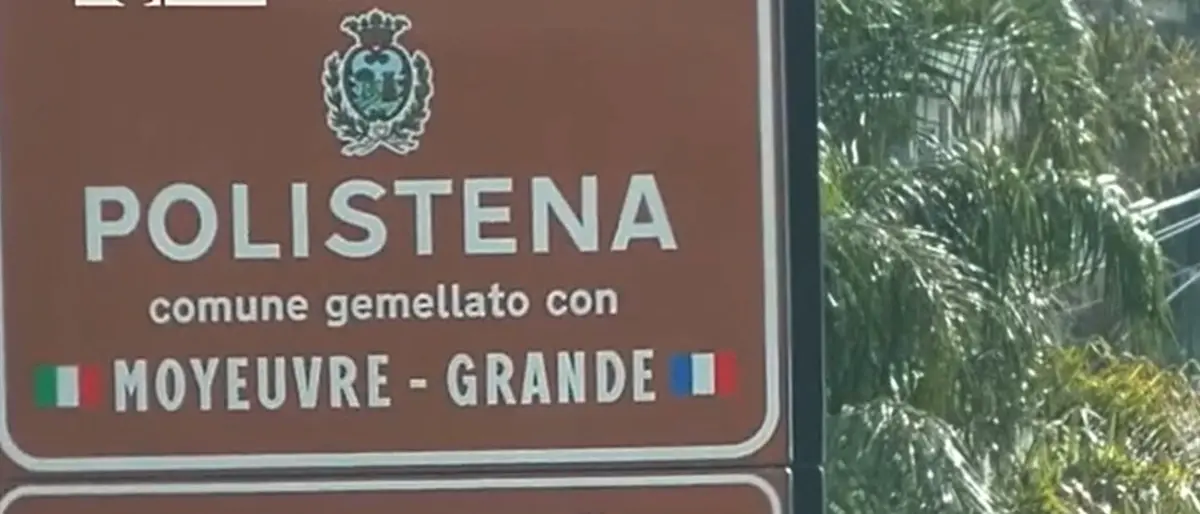 POLISTENA
comune gemellato con
MOYEUVRE - GRANDE